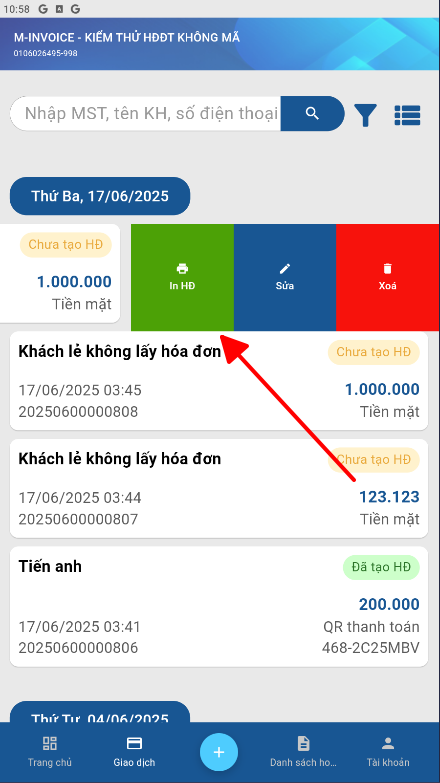 10:58
M-INVOICE - KIỂM THỬ HĐĐT KHÔNG MÃ
0106026495-998
Nhập MST, tên KH, số điện thoại
Thứ Ba, 17/06/2025
Chưa tạo HĐ
1.000.000
Tiền mặt
In HĐ
Sửa
Xoá
Khách lẻ không lấy hóa đơn
Chưa tạo HĐ
17/06/2025 03:45
1.000.000
20250600000808
Tiền mặt
Khách lẻ không lấy hóa đơn
Chưa tạo HĐ
17/06/2025 03:44
123.123
20250600000807
Tiền mặt
Tiến anh
Đã tạo HĐ
200.000
17/06/2025 03:41
QR thanh toán
20250600000806
468-2C25MBV
Thứ Tư, 04/06/2025
Trang chủ
Giao dịch
Danh sách ho...
Tài khoản